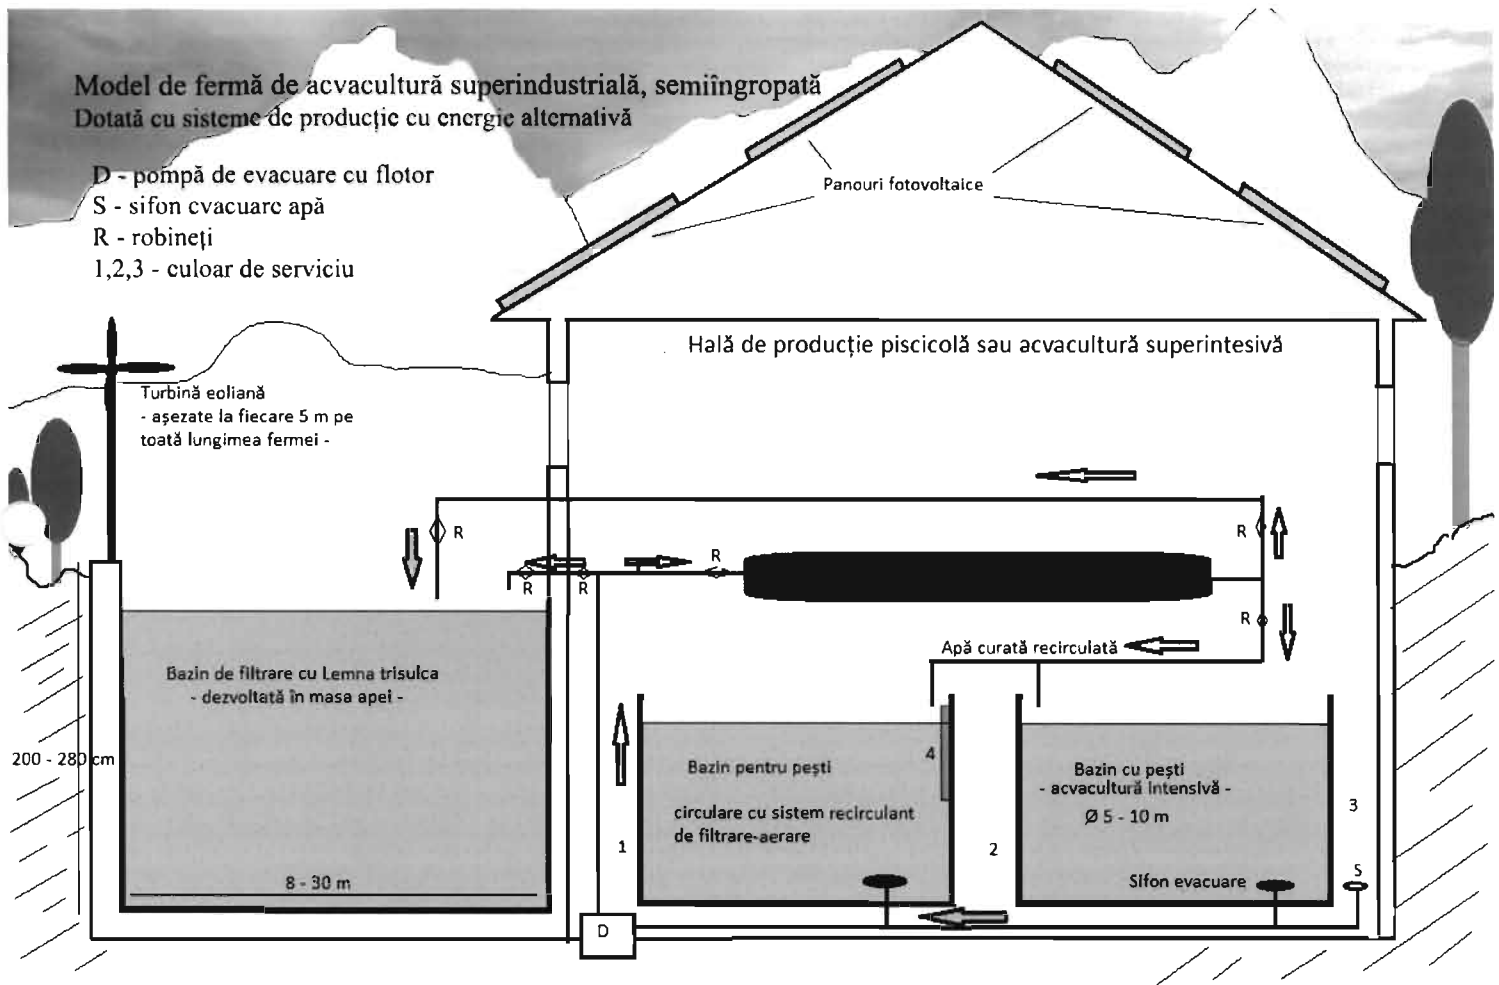 Model de fermă de acvacultură superindustrială, semiîngropată
Dotată cu sisteme de producție cu energie alternativă
D - pompă de evacuare cu flotor
S - sifon evacuare apă
R - robineți
1,2,3 - culoar de serviciu
Panouri fotovoltaice
Hală de producție piscicolă sau acvacultură superintesivă
Turbină eoliană
- așezate la fiecare 5 m pe
toată lungimea fermei -
R
R
R
R
R
R
Apă curată recirculată
Bazin de filtrare cu Lemna trisulca
- dezvoltată în masa apei -
200 - 280 cm
8 - 30 m
1
Bazin pentru pești
circulare cu sistem recirculant
de filtrare-aerare
4
2
Bazin cu pești
- acvacultură intensivă -
Ø 5 - 10 m
Sifon evacuare
3
S
D